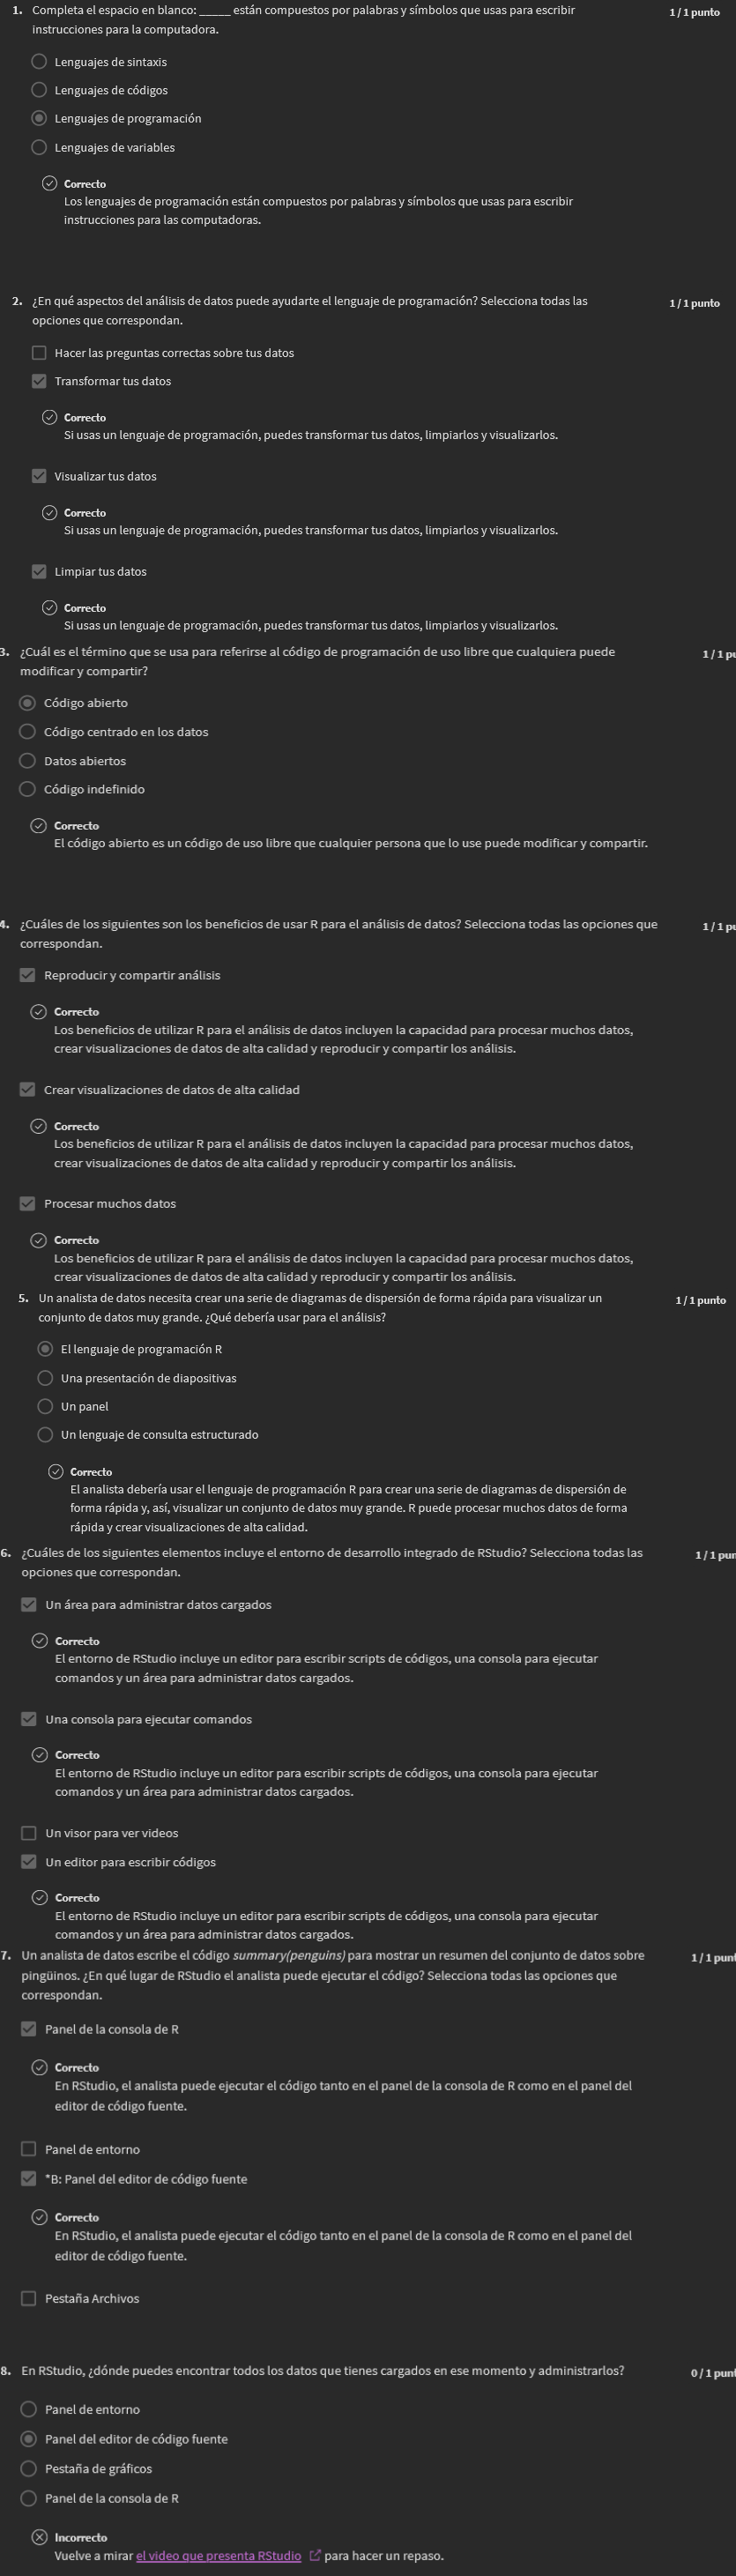 1. Completa el espacio en blanco: _____ están compuestos por palabras y símbolos que usas para escribir
instrucciones para la computadora.
1 / 1 punto
Lenguajes de sintaxis
Lenguajes de códigos
Lenguajes de programación
Lenguajes de variables
Correcto
Los lenguajes de programación están compuestos por palabras y símbolos que usas para escribir
instrucciones para las computadoras.
2. ¿En qué aspectos del análisis de datos puede ayudarte el lenguaje de programación? Selecciona todas las
opciones que correspondan.
1 / 1 punto
Hacer las preguntas correctas sobre tus datos
Transformar tus datos
Correcto
Si usas un lenguaje de programación, puedes transformar tus datos, limpiarlos y visualizarlos.
Visualizar tus datos
Correcto
Si usas un lenguaje de programación, puedes transformar tus datos, limpiarlos y visualizarlos.
Limpiar tus datos
Correcto
Si usas un lenguaje de programación, puedes transformar tus datos, limpiarlos y visualizarlos.
3. ¿Cuál es el término que se usa para referirse al código de programación de uso libre que cualquiera puede
modificar y compartir?
1 / 1 pu
Código abierto
Código centrado en los datos
Datos abiertos
Código indefinido
Correcto
El código abierto es un código de uso libre que cualquier persona que lo use puede modificar y compartir.
4. ¿Cuáles de los siguientes son los beneficios de usar R para el análisis de datos? Selecciona todas las opciones que
correspondan.
1 / 1 pu
Reproducir y compartir análisis
Correcto
Los beneficios de utilizar R para el análisis de datos incluyen la capacidad para procesar muchos datos,
crear visualizaciones de datos de alta calidad y reproducir y compartir los análisis.
Crear visualizaciones de datos de alta calidad
Correcto
Los beneficios de utilizar R para el análisis de datos incluyen la capacidad para procesar muchos datos,
crear visualizaciones de datos de alta calidad y reproducir y compartir los análisis.
Procesar muchos datos
Correcto
Los beneficios de utilizar R para el análisis de datos incluyen la capacidad para procesar muchos datos,
crear visualizaciones de datos de alta calidad y reproducir y compartir los análisis.
5. Un analista de datos necesita crear una serie de diagramas de dispersión de forma rápida para visualizar un
conjunto de datos muy grande. ¿Qué debería usar para el análisis?
1 / 1 punto
El lenguaje de programación R
Una presentación de diapositivas
Un panel
Un lenguaje de consulta estructurado
Correcto
El analista debería usar el lenguaje de programación R para crear una serie de diagramas de dispersión de
forma rápida y, así, visualizar un conjunto de datos muy grande. R puede procesar muchos datos de forma
rápida y crear visualizaciones de alta calidad.
6. ¿Cuáles de los siguientes elementos incluye el entorno de desarrollo integrado de RStudio? Selecciona todas las
opciones que correspondan.
1 / 1 pun
Un área para administrar datos cargados
Correcto
El entorno de RStudio incluye un editor para escribir scripts de códigos, una consola para ejecutar
comandos y un área para administrar datos cargados.
Una consola para ejecutar comandos
Correcto
El entorno de RStudio incluye un editor para escribir scripts de códigos, una consola para ejecutar
comandos y un área para administrar datos cargados.
Un visor para ver videos
Un editor para escribir códigos
Correcto
El entorno de RStudio incluye un editor para escribir scripts de códigos, una consola para ejecutar
comandos y un área para administrar datos cargados.
7. Un analista de datos escribe el código summary(penguins) para mostrar un resumen del conjunto de datos sobre
pingüinos. ¿En qué lugar de RStudio el analista puede ejecutar el código? Selecciona todas las opciones que
correspondan.
1 / 1 punt
Panel de la consola de R
Correcto
En RStudio, el analista puede ejecutar el código tanto en el panel de la consola de R como en el panel del
editor de código fuente.
Panel de entorno
*B: Panel del editor de código fuente
Correcto
En RStudio, el analista puede ejecutar el código tanto en el panel de la consola de R como en el panel del
editor de código fuente.
Pestaña Archivos
8. En RStudio, ¿dónde puedes encontrar todos los datos que tienes cargados en ese momento y administrarlos?
0 / 1 punt
Panel de entorno
Panel del editor de código fuente
Pestaña de gráficos
Panel de la consola de R
Incorrecto
Vuelve a mirar el video que presenta RStudio para hacer un repaso.